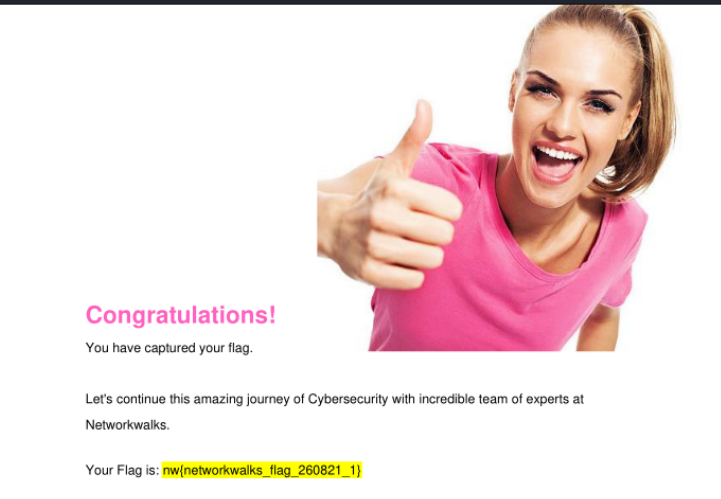 Congratulations!
You have captured your flag.
Let's continue this amazing journey of Cybersecurity with incredible team of experts at
Networkwalks.
Your Flag is: nw{networkwalks_flag_260821_1}